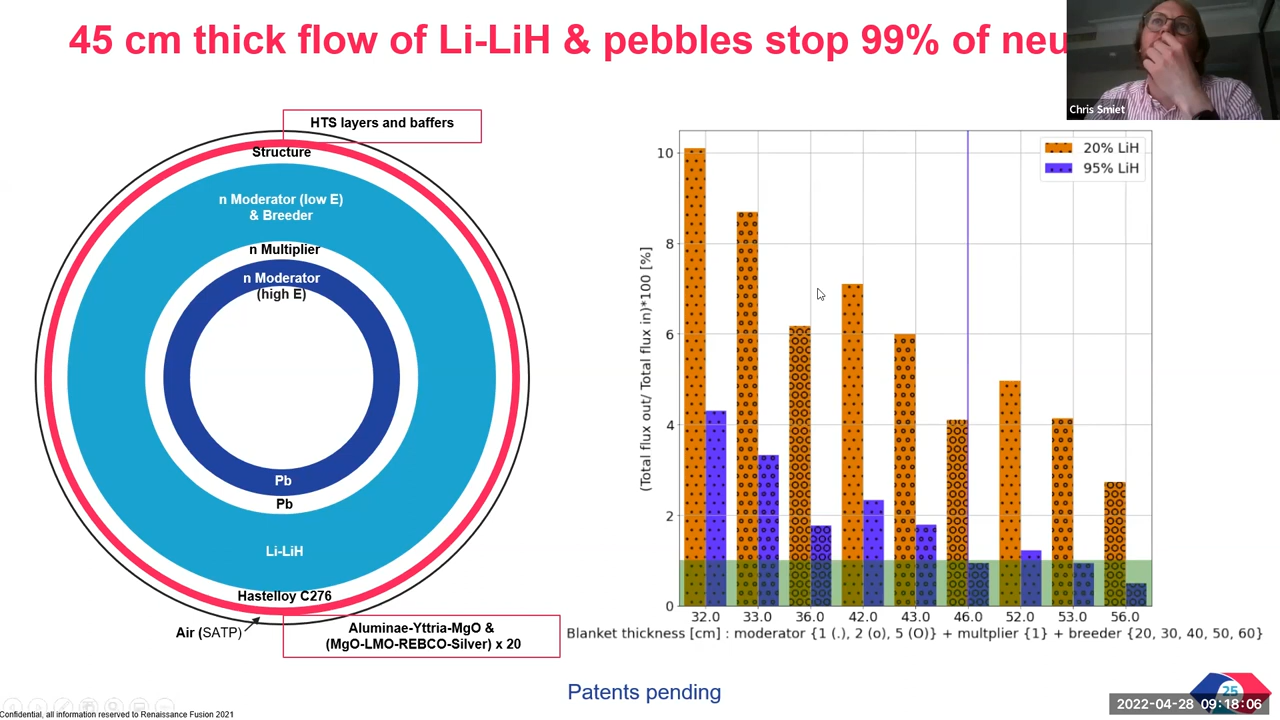 45 cm thick flow of Li-LiH & pebbles stop 99% of neu
Chris Smiet
HTS layers and baffers
Structure
n Moderator (low E)
& Breeder
n Multiplier
n Moderator
(high E)
Pb
Pb
Li-LiH
Hastelloy C276
Air (SATP)
Aluminae-Yttria-MgO &
(MgO-LMO-REBCO-Silver) x 20
20% LiH
95% LiH
(Total flux out/ Total flux in)*100 [%]
10
8
6
4
2
0
32.0 33.0 36.0 42.0 43.0 46.0 52.0 53.0 56.0
Blanket thickness [cm] : moderator {1 (.), 2 (o), 5 (O)} + multplier {1} + breeder {20, 30, 40, 50, 60}
Patents pending
25
2022-04-28 09:18:06
Confidential, all information reserved to Renaissance Fusion 2021